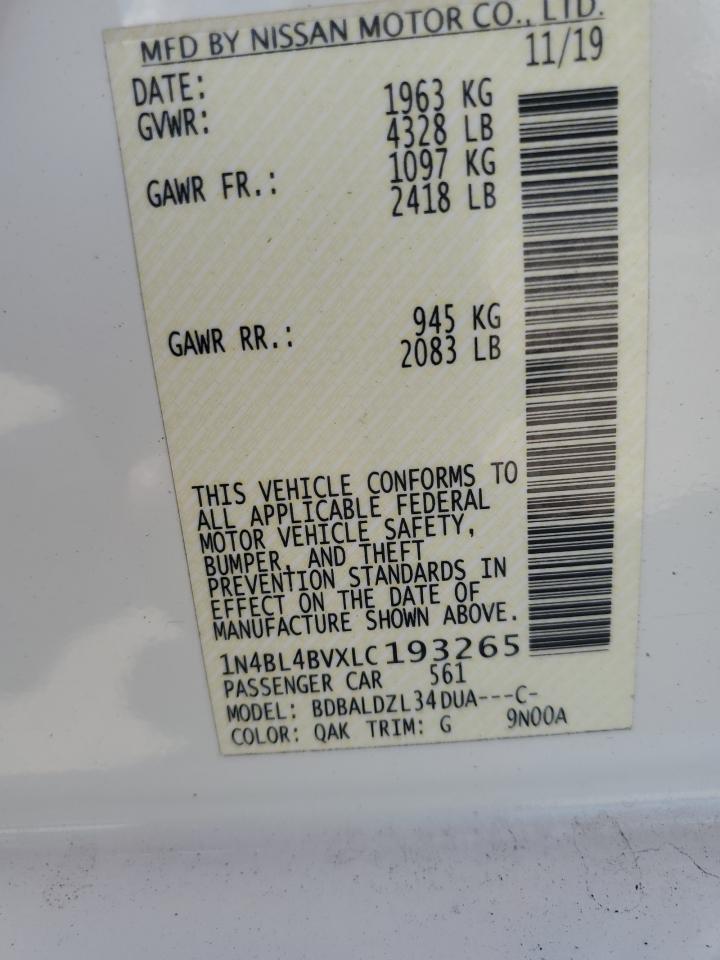 MFD BY NISSAN MOTOR CO., LTD.
DATE: 11/19
GVWR: 1963 KG
4328 LB
GAWR FR.: 1097 KG
2418 LB
GAWR RR.: 945 KG
2083 LB
THIS VEHICLE CONFORMS TO
ALL APPLICABLE FEDERAL
MOTOR VEHICLE SAFETY,
BUMPER, AND THEFT
PREVENTION STANDARDS IN
EFFECT ON THE DATE OF
MANUFACTURE SHOWN ABOVE.
1N4BL4BVXLC193265
PASSENGER CAR 561
MODEL: BDBALDZL34DUA---C-
COLOR: QAK TRIM: G 9N00A